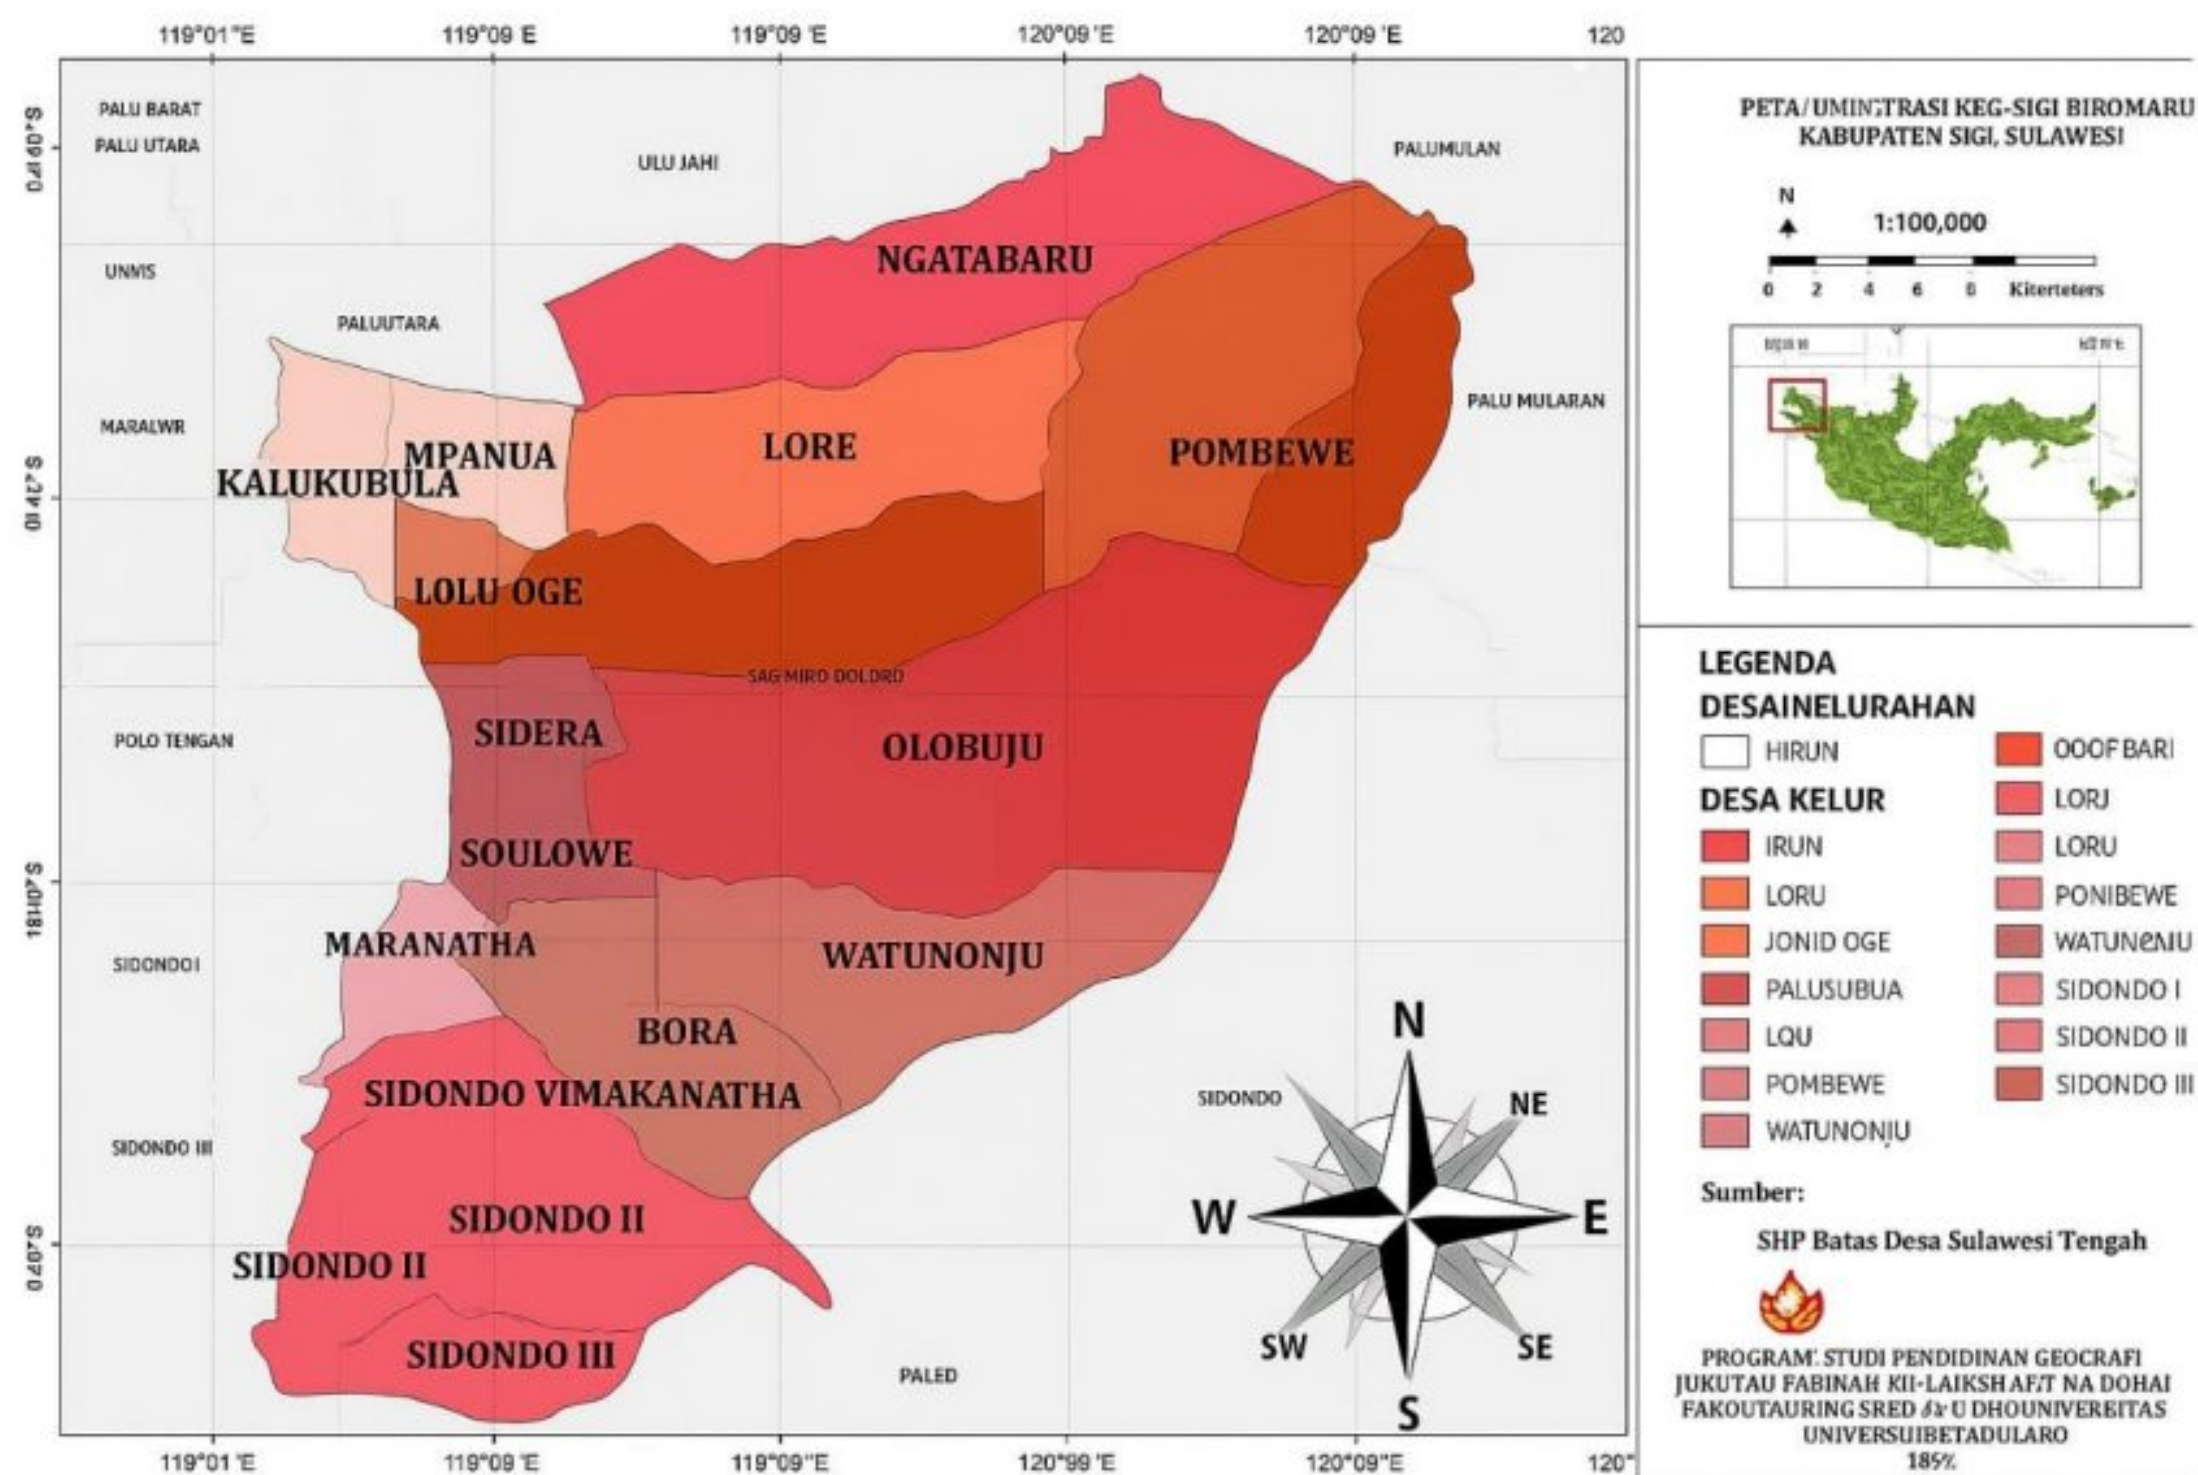 119°01 'E 119°09 E 119°09 'E 120°09 'E 120°09 'E 120
PALU BARAT
PALU UTARA
ULU JAHI
PALUMULAN
NGATABARU
UNMS
PALUUTARA
PALU MULARAN
MARALWR
MPANUA
LORE
POMBEWE
KALUKUBULA
LOLU OGE
SAG MIRO DOLDRO
SIDERA
POLO TENGAN
OLOBUJU
SOULOWE
MARANATHA
WATUNONJU
SIDONDOI
BORA
SIDONDO VIMAKANATHA
SIDONDO
SIDONDO III
SIDONDO II
SIDONDO II
SIDONDO III
PALED
N
NE
W
E
SW
SE
S
119°01 'E 119°09 'E 119°09 'E 120°99 'E 120°09 'E 120°
PETA/UMIN;TRASI KEG-SIGI BIROMARU
KABUPATEN SIGI, SULAWESI
N
1:100,000
0 2 4 6 8 Kiterteters
LEGENDA
DESAINELURAHAN
HIRUN
DESA KELUR
IRUN
LORU
JONID OGE
PALUSUBUA
LQU
POMBEWE
WATUNONJU
OOOF BARI
LORJ
LORU
PONIBEWE
WATUNENJU
SIDONDO I
SIDONDO II
SIDONDO III
Sumber:
SHP Batas Desa Sulawesi Tengah
PROGRAM. STUDI PENDIDINAN GEOCRAFI
JUKUTAU FABINAH KII-LAIKSH AF.T NA DOHAI
FAKOUTAURING SRED U DHOUNIVEREITAS
UNIVERSUIBETADULARO
185%